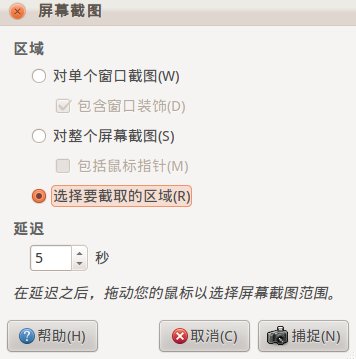 屏幕截图
区域
对单个窗口截图(W)
包含窗口装饰(D)
对整个屏幕截图(S)
包括鼠标指针(M)
选择要截取的区域(R)
延迟
5 秒
在延迟之后，拖动您的鼠标以选择屏幕截图范围。
帮助(H) 取消(C) 捕捉(N)